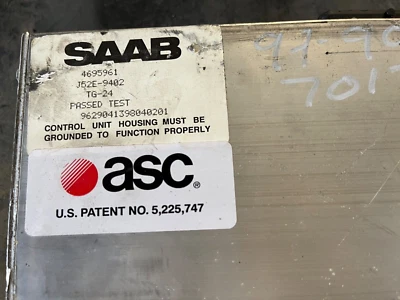 SAAB
4695961
J52E-9402
TG-24
PASSED TEST
9629041398040201
CONTROL UNIT HOUSING MUST BE
GROUNDED TO FUNCTION PROPERLY
asc®
U.S. PATENT NO. 5,225,747